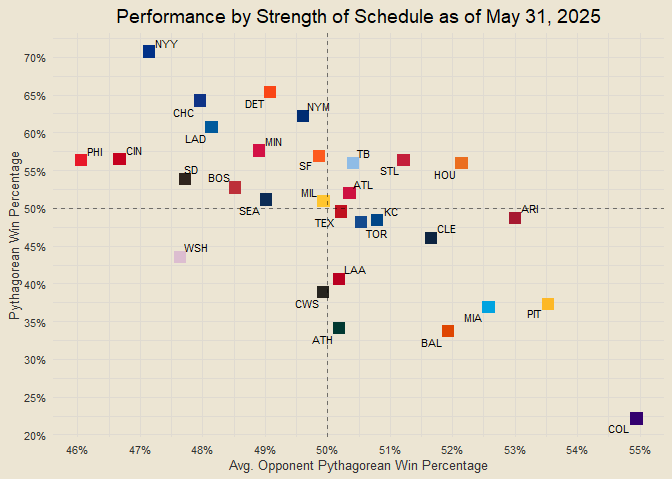 Performance by Strength of Schedule as of May 31, 2025
Pythagorean Win Percentage
70%
65%
60%
55%
50%
45%
40%
35%
30%
25%
20%
NYY
DET
CHC
NYM
LAD
MIN
PHI
CIN
SF
TB
STL
HOU
SD
BOS
ATL
SEA
MIL
TEX
KC
TOR
ARI
CLE
WSH
LAA
CWS
MIA
PIT
ATH
BAL
COL
46%
47%
48%
49%
50%
51%
52%
53%
54%
55%
Avg. Opponent Pythagorean Win Percentage